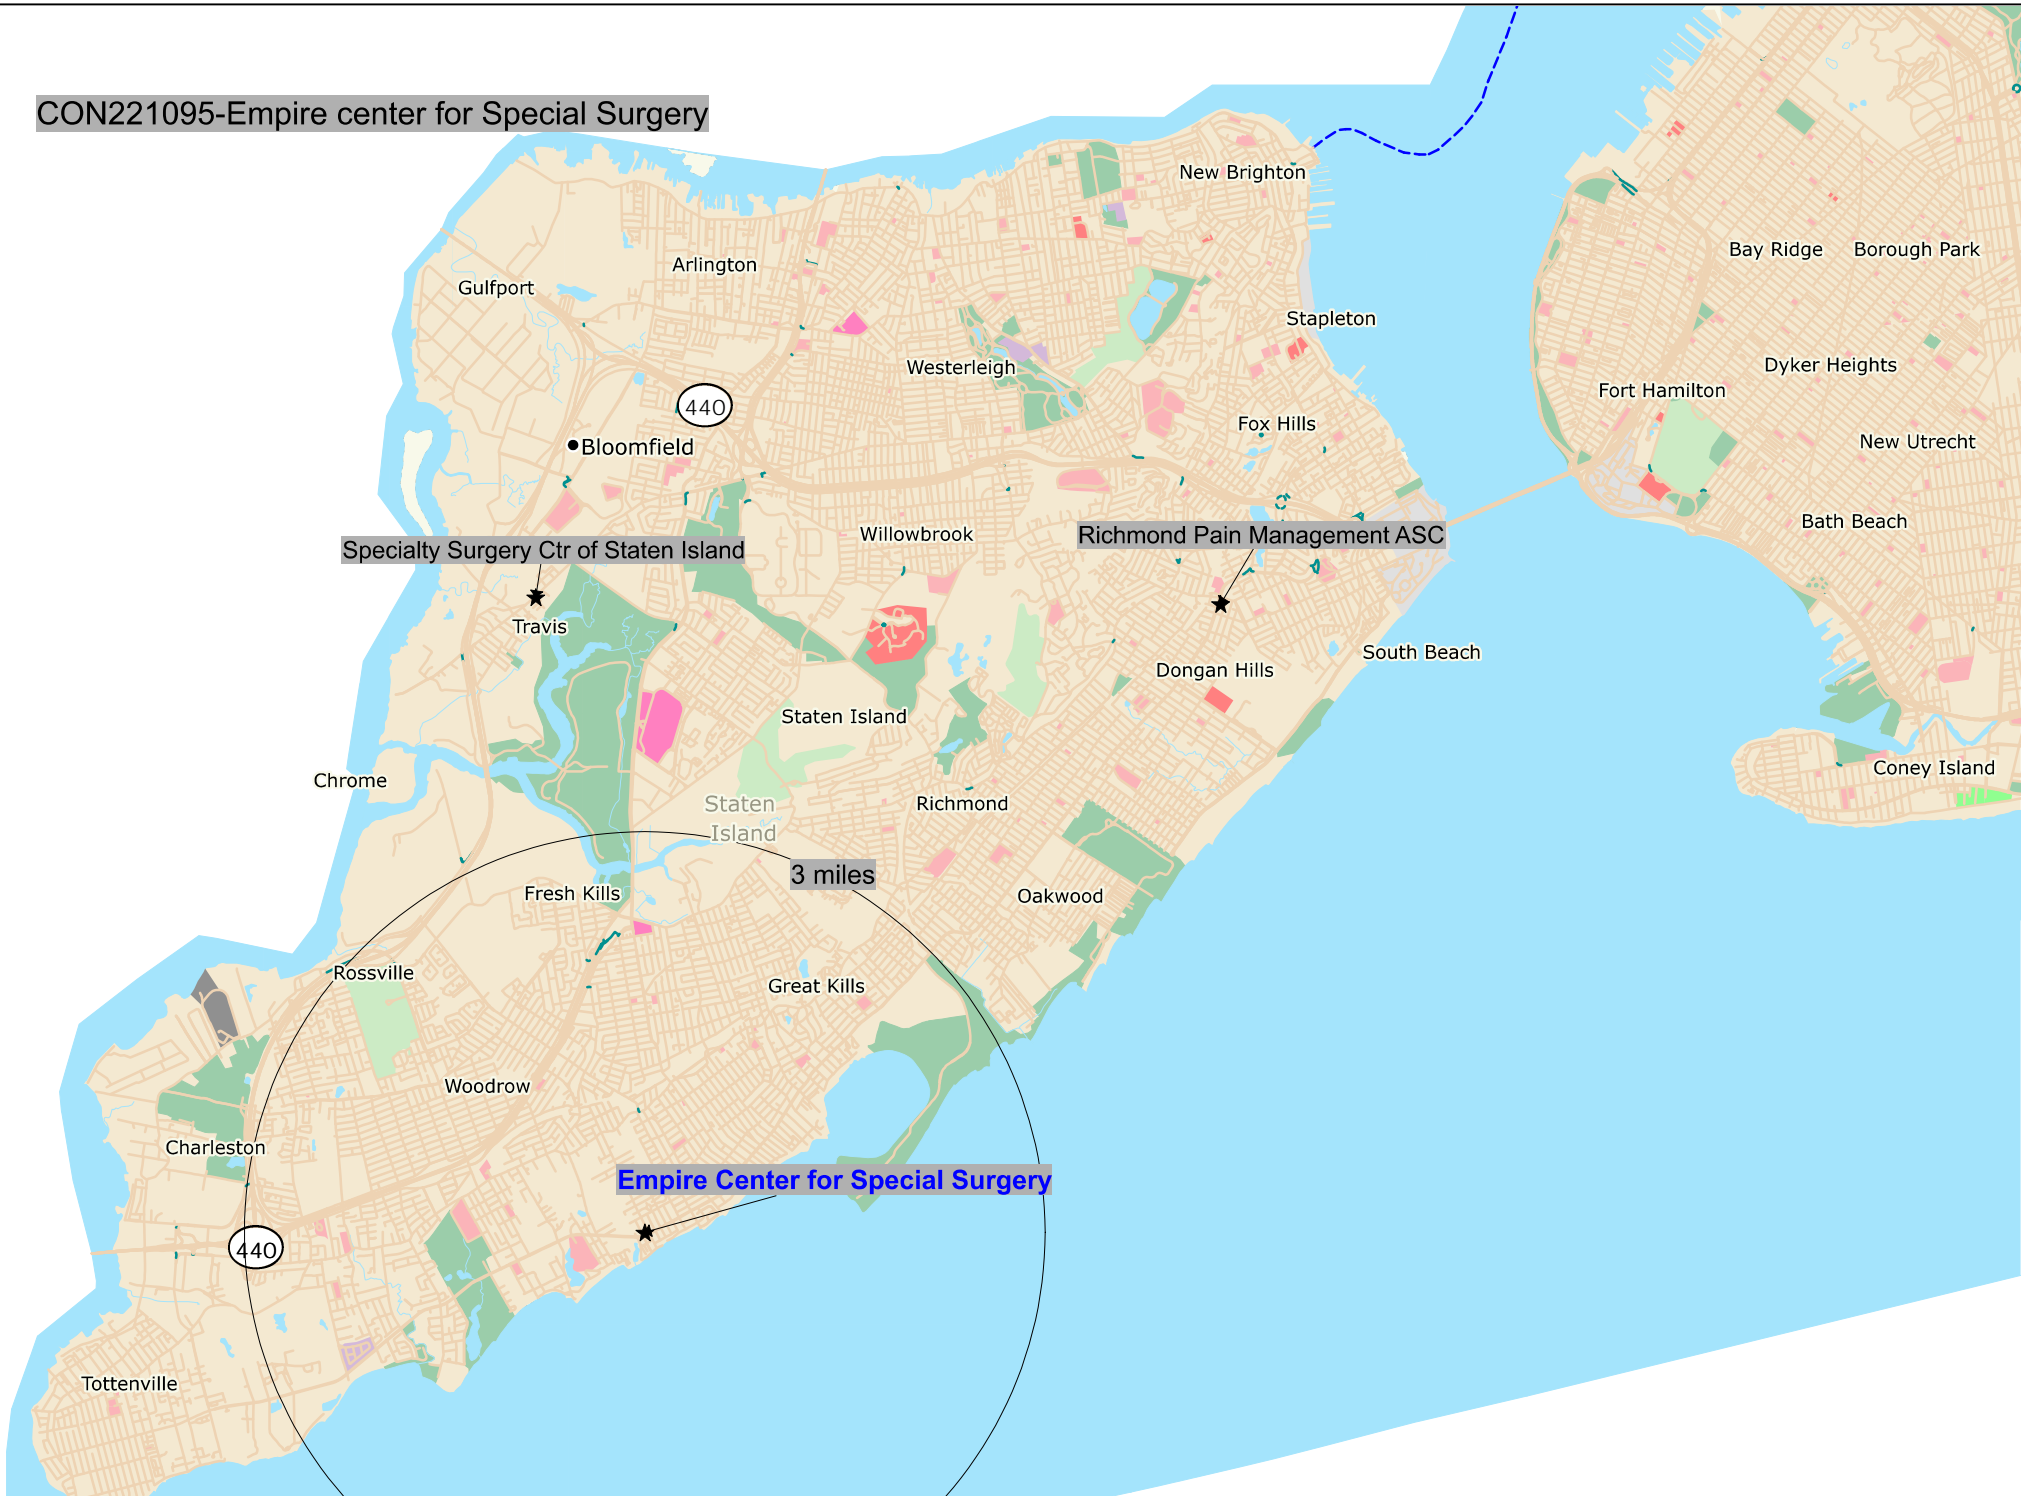 CON221095-Empire center for Special Surgery
New Brighton
Bay Ridge
Borough Park
Arlington
Gulfport
Stapleton
Westerleigh
Dyker Heights
Fort Hamilton
440
Fox Hills
New Utrecht
Bloomfield
Bath Beach
Willowbrook
Richmond Pain Management ASC
Specialty Surgery Ctr of Staten Island
Travis
South Beach
Dongan Hills
Staten Island
Coney Island
Chrome
Staten
Island
Richmond
3 miles
Fresh Kills
Oakwood
Rossville
Great Kills
Woodrow
Charleston
Empire Center for Special Surgery
440
Tottenville